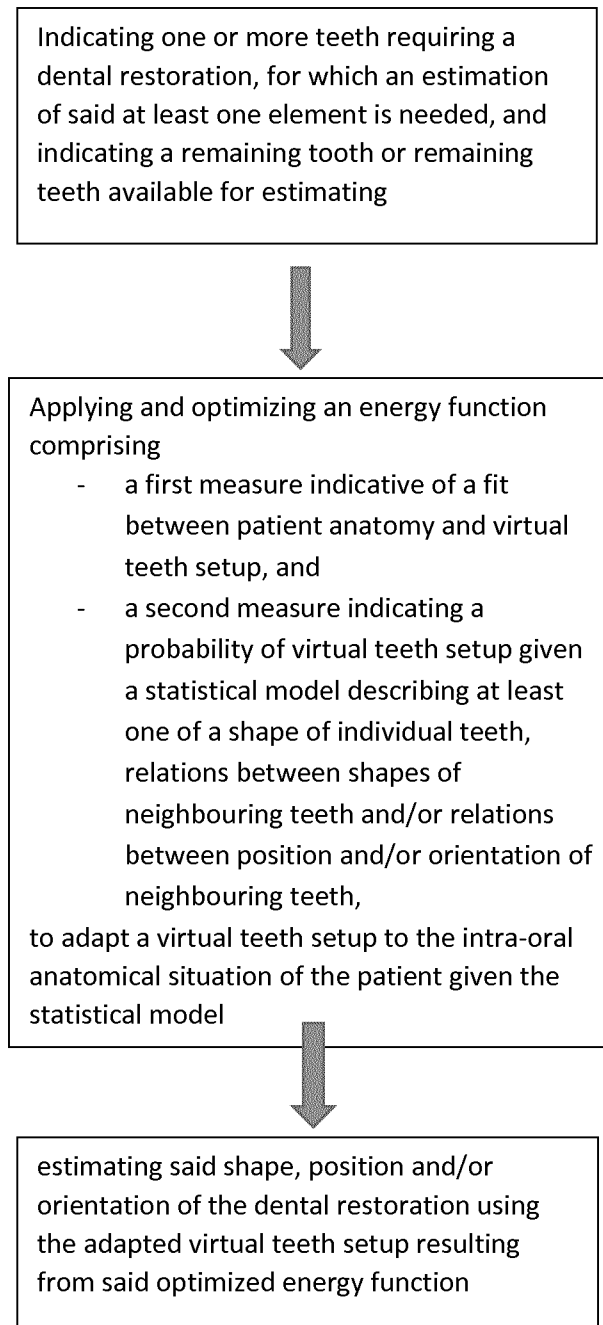 Indicating one or more teeth requiring a
dental restoration, for which an estimation
of said at least one element is needed, and
indicating a remaining tooth or remaining
teeth available for estimating
Applying and optimizing an energy function
comprising
- a first measure indicative of a fit
between patient anatomy and virtual
teeth setup, and
- a second measure indicating a
probability of virtual teeth setup given
a statistical model describing at least
one of a shape of individual teeth,
relations between shapes of
neighbouring teeth and/or relations
between position and/or orientation of
neighbouring teeth,
to adapt a virtual teeth setup to the intra-oral
anatomical situation of the patient given the
statistical model
estimating said shape, position and/or
orientation of the dental restoration using
the adapted virtual teeth setup resulting
from said optimized energy function